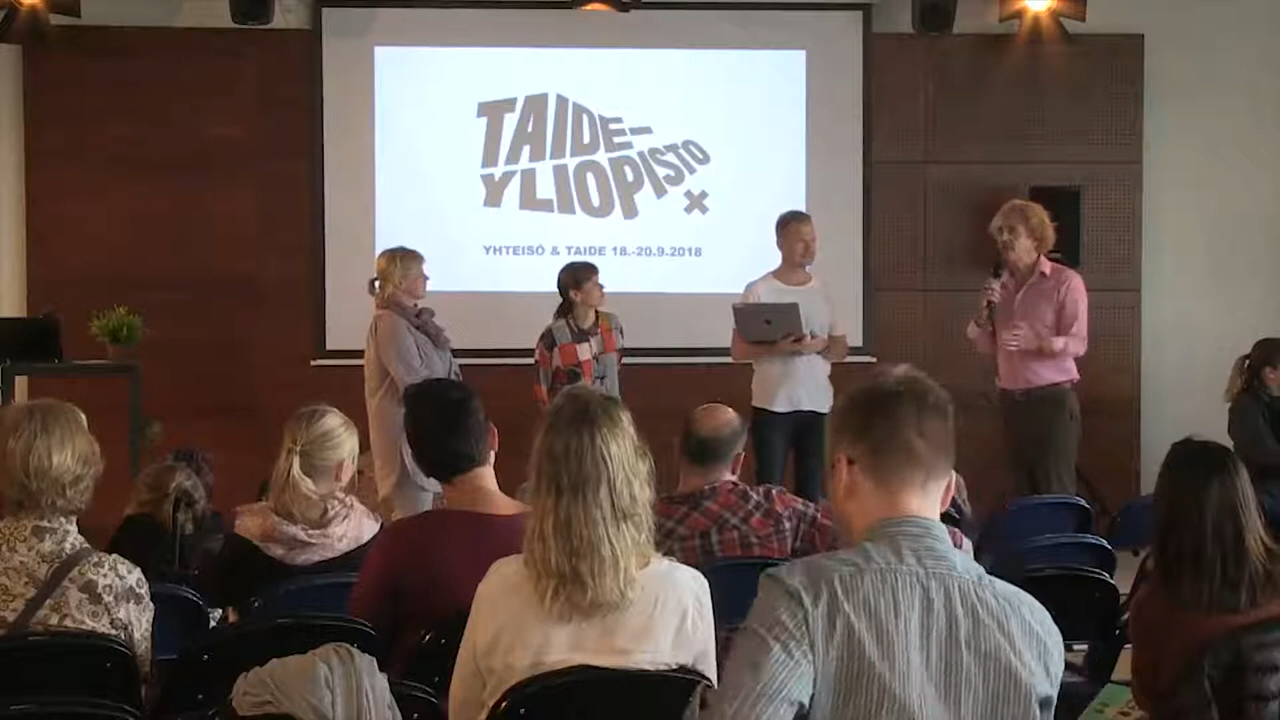 TAIDE-
YLIOPISTO
×
YHTEISÖ & TAIDE 18.-20.9.2018